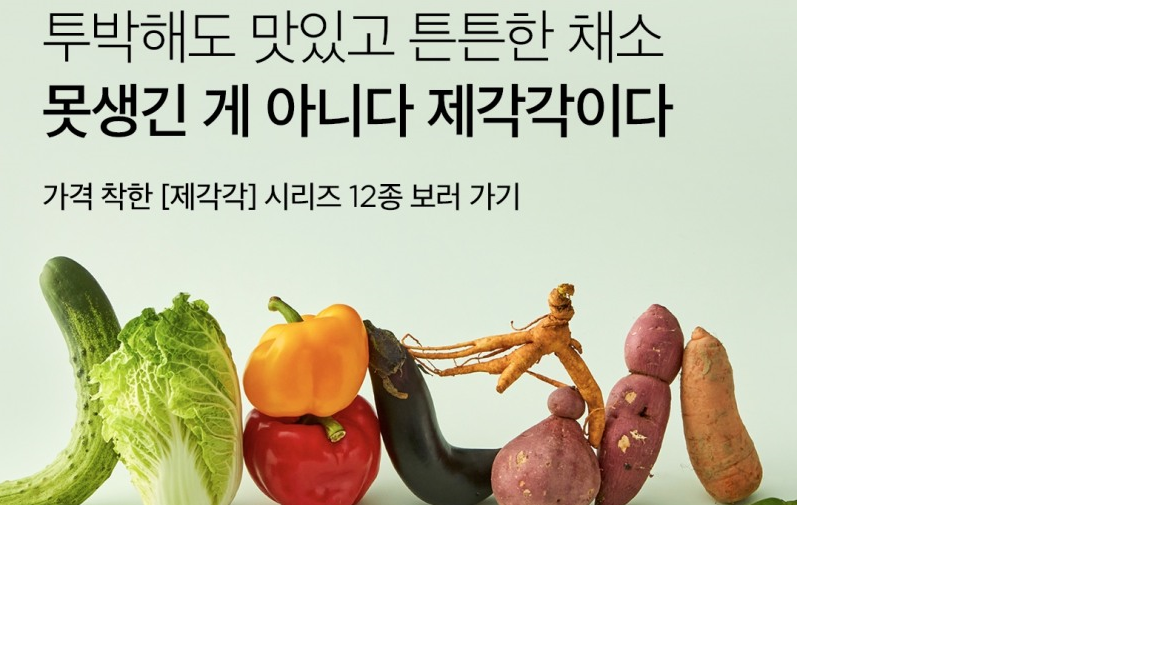 투박해도 맛있고 튼튼한 채소
못생긴 게 아니다 제각각이다
가격 착한 [제각각] 시리즈 12종 보러 가기